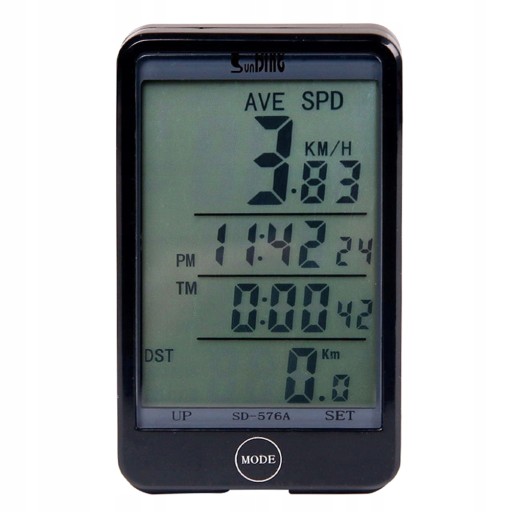 SunDING
AVE SPD
3.83 KM/H
PM 11:42 24
TM 0:00 42
DST 0.0 Km
UP SD-576A SET
MODE